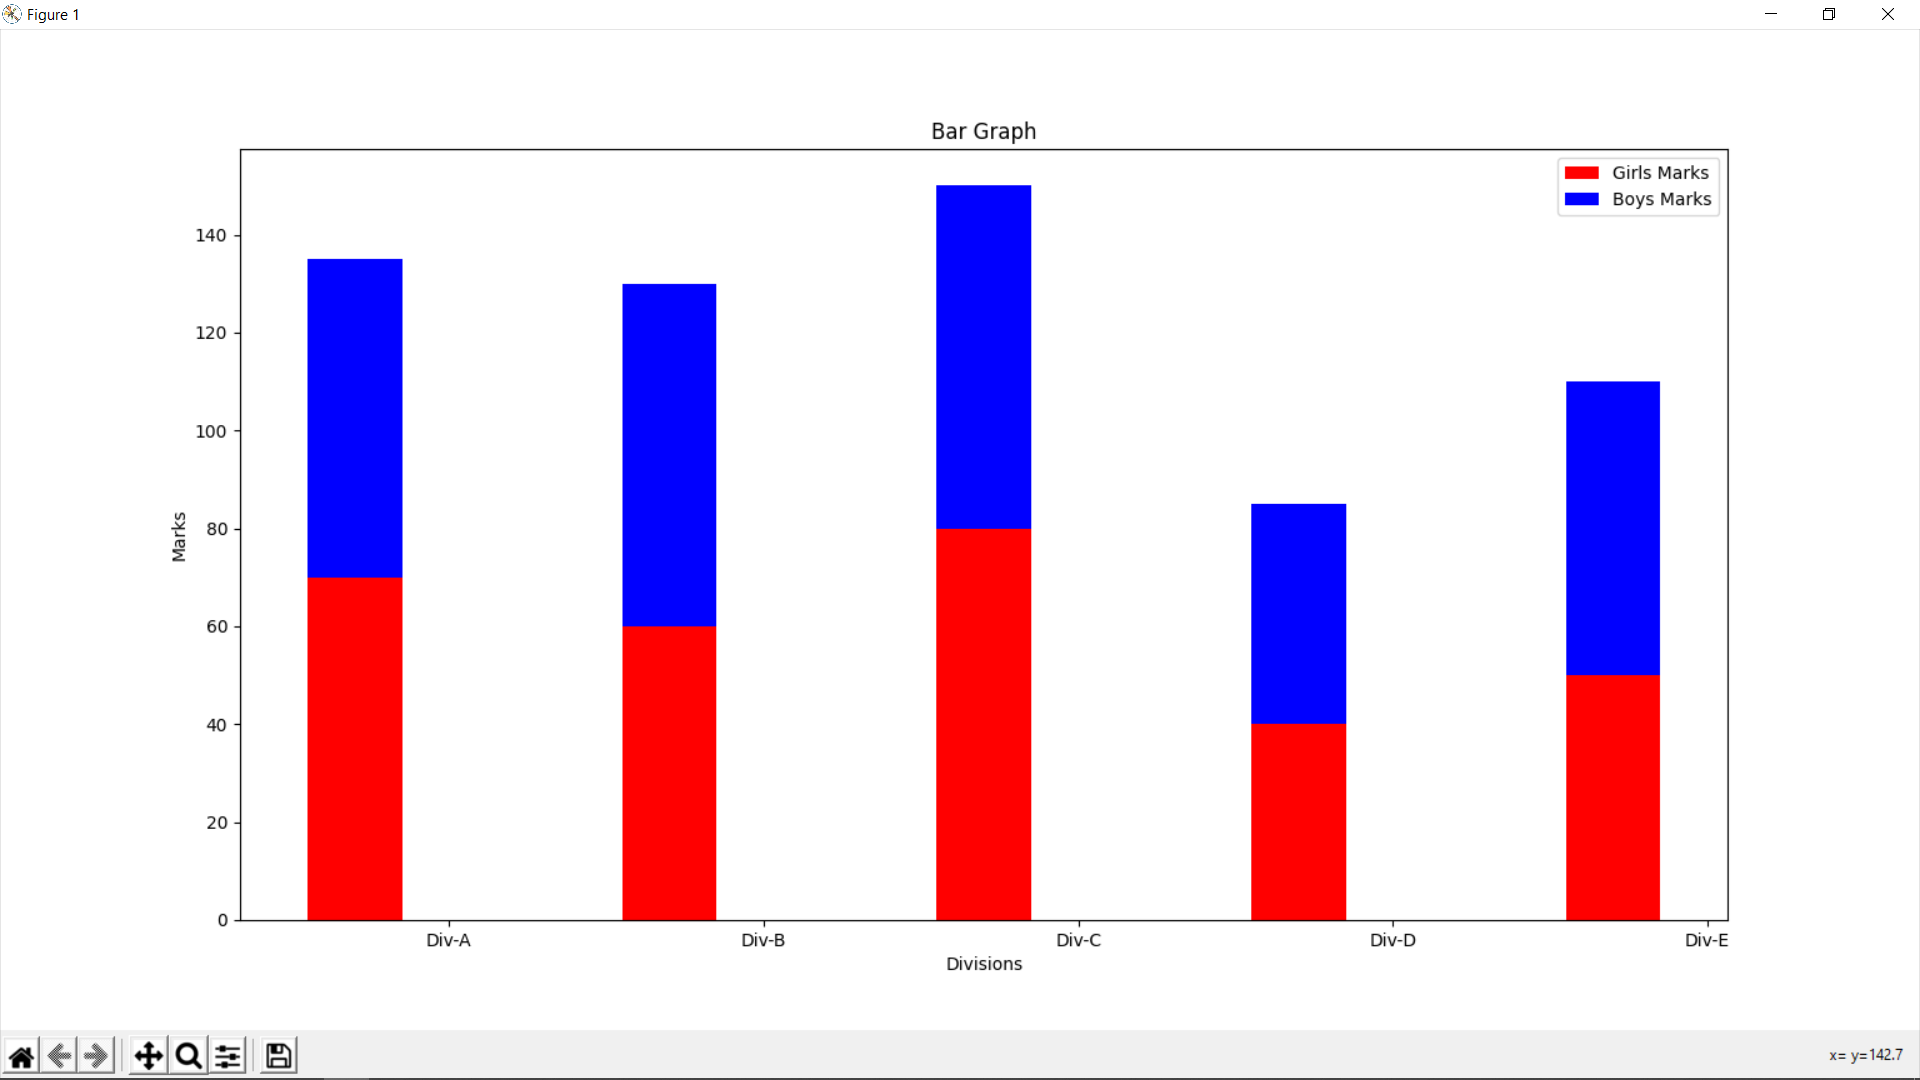 Figure 1
Bar Graph
Girls Marks
Boys Marks
140
120
100
80
60
40
20
0
Marks
Div-A Div-B Div-C Div-D Div-E
Divisions
x= y=142.7